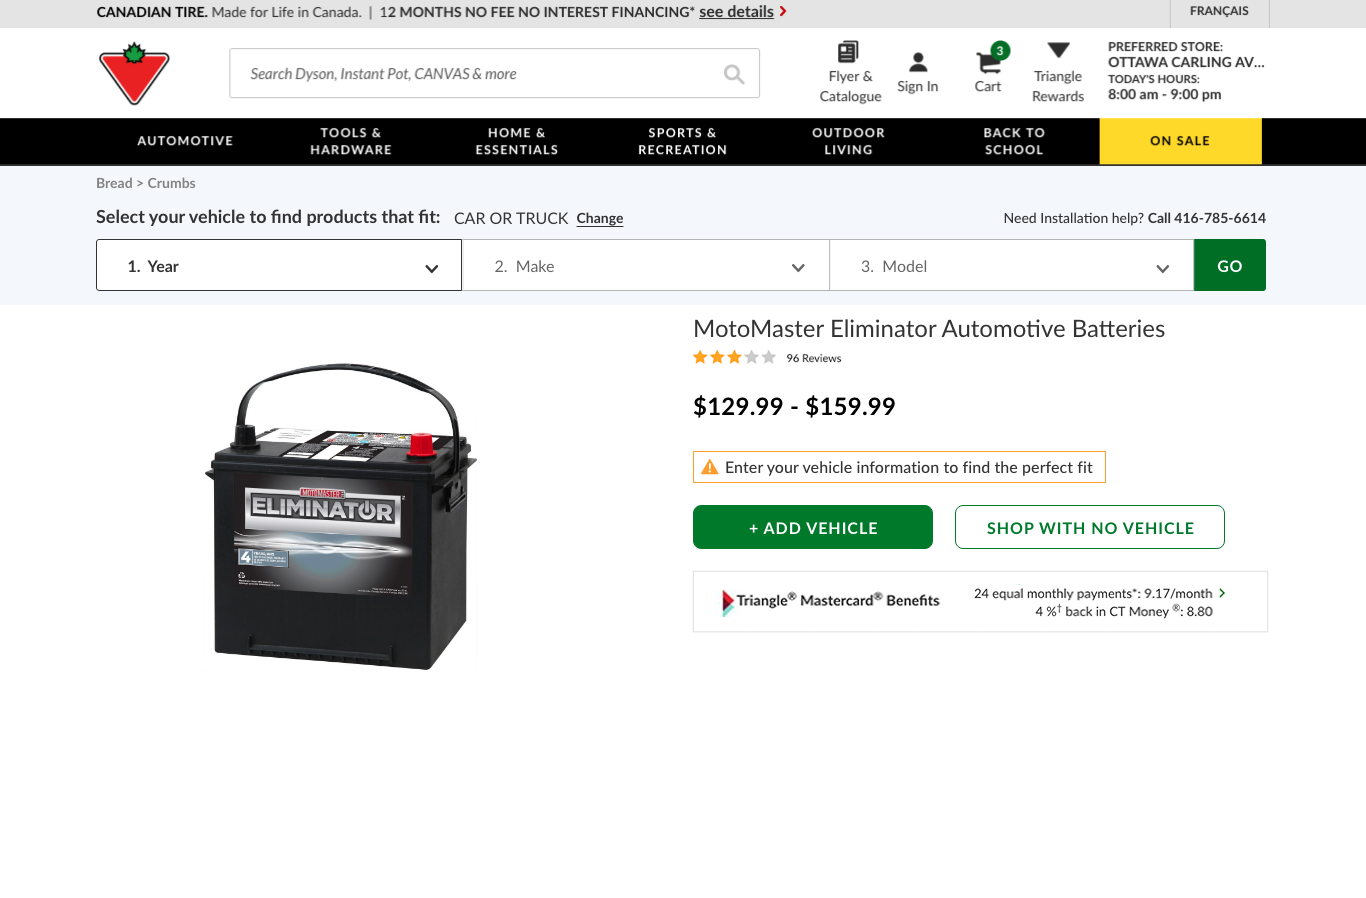 CANADIAN TIRE. Made for Life in Canada. | 12 MONTHS NO FEE NO INTEREST FINANCING* see details
FRANÇAIS
Search Dyson, Instant Pot, CANVAS & more
Flyer &
Catalogue
Sign In
3
Cart
Triangle
Rewards
PREFERRED STORE:
OTTAWA CARLING AV...
TODAY'S HOURS:
8:00 am - 9:00 pm
AUTOMOTIVE
TOOLS &
HARDWARE
HOME &
ESSENTIALS
SPORTS &
RECREATION
OUTDOOR
LIVING
BACK TO
SCHOOL
ON SALE
Bread > Crumbs
Select your vehicle to find products that fit: CAR OR TRUCK Change
Need Installation help? Call 416-785-6614
1. Year
2. Make
3. Model
GO
MOTOMASTER
ELIMINATOR
4
MotoMaster Eliminator Automotive Batteries
96 Reviews
$129.99 - $159.99
Enter your vehicle information to find the perfect fit
+ ADD VEHICLE
SHOP WITH NO VEHICLE
Triangle® Mastercard® Benefits
24 equal monthly payments*: 9.17/month
4 %† back in CT Money ®: 8.80